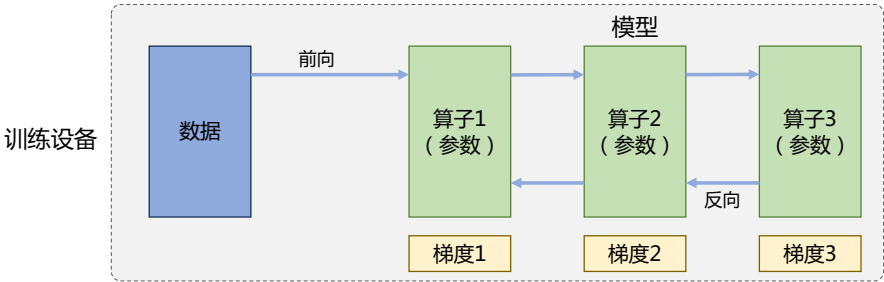 模型
训练设备
数据
前向
算子1
（参数）
算子2
（参数）
算子3
（参数）
反向
梯度1
梯度2
梯度3